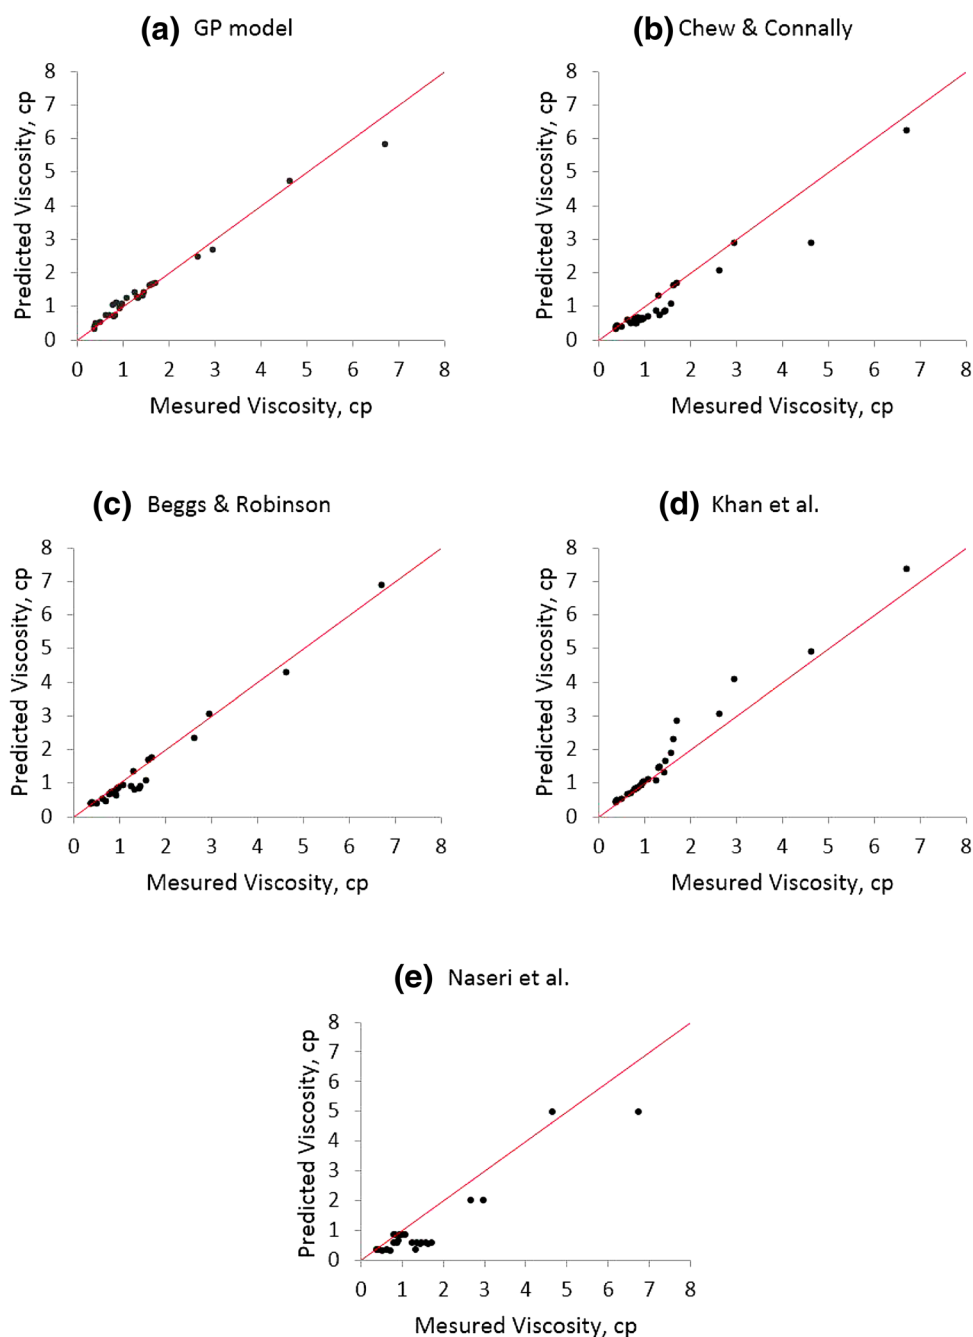 (a) GP model
8
7
6
5
4
3
2
1
0
Predicted Viscosity, cp
0 1 2 3 4 5 6 7 8
Mesured Viscosity, cp
(b) Chew & Connally
8
7
6
5
4
3
2
1
0
Predicted Viscosity, cp
0 1 2 3 4 5 6 7 8
Mesured Viscosity, cp
(c) Beggs & Robinson
8
7
6
5
4
3
2
1
0
Predicted Viscosity, cp
0 1 2 3 4 5 6 7 8
Mesured Viscosity, cp
(d) Khan et al.
8
7
6
5
4
3
2
1
0
Predicted Viscosity, cp
0 1 2 3 4 5 6 7 8
Mesured Viscosity, cp
(e) Naseri et al.
8
7
6
5
4
3
2
1
0
Predicted Viscosity, cp
0 1 2 3 4 5 6 7 8
Mesured Viscosity, cp